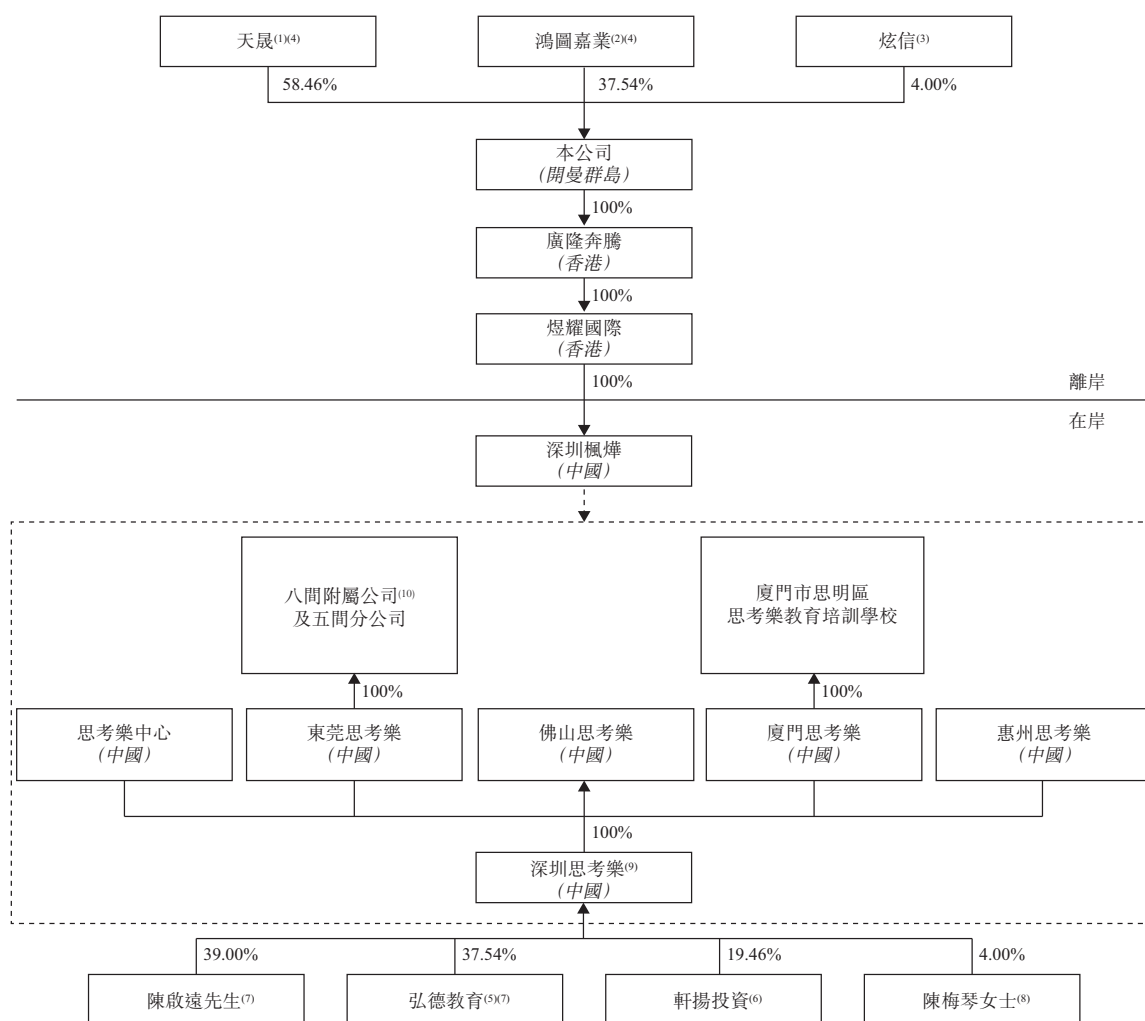 天晟(1)(4)
鴻圖嘉業(2)(4)
炫信(3)
58.46%
37.54%
4.00%
本公司
(開曼群島)
100%
廣隆奔騰
(香港)
100%
煜耀國際
(香港)
100%
離岸
在岸
深圳楓燁
(中國)
八間附屬公司(10)
及五間分公司
廈門市思明區
思考樂教育培訓學校
100%
100%
思考樂中心
(中國)
東莞思考樂
(中國)
佛山思考樂
(中國)
廈門思考樂
(中國)
惠州思考樂
(中國)
100%
深圳思考樂(9)
(中國)
39.00%
37.54%
19.46%
4.00%
陳啟遠先生(7)
弘德教育(5)(7)
軒揚投資(6)
陳梅琴女士(8)